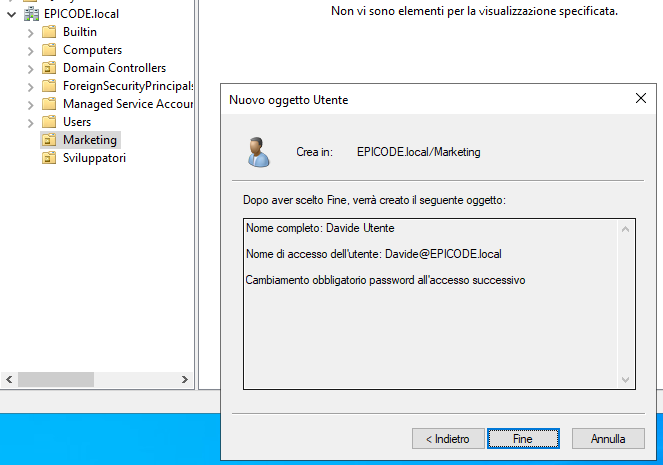 EPICODE.local
Builtin
Computers
Domain Controllers
ForeignSecurityPrincipals
Managed Service Accour
Users
Marketing
Sviluppatori
Non vi sono elementi per la visualizzazione specificata.
Nuovo oggetto Utente
Crea in: EPICODE.local/Marketing
Dopo aver scelto Fine, verrà creato il seguente oggetto:
Nome completo: Davide Utente
Nome di accesso dell'utente: Davide@EPICODE.local
Cambiamento obbligatorio password all'accesso successivo
< Indietro
Fine
Annulla